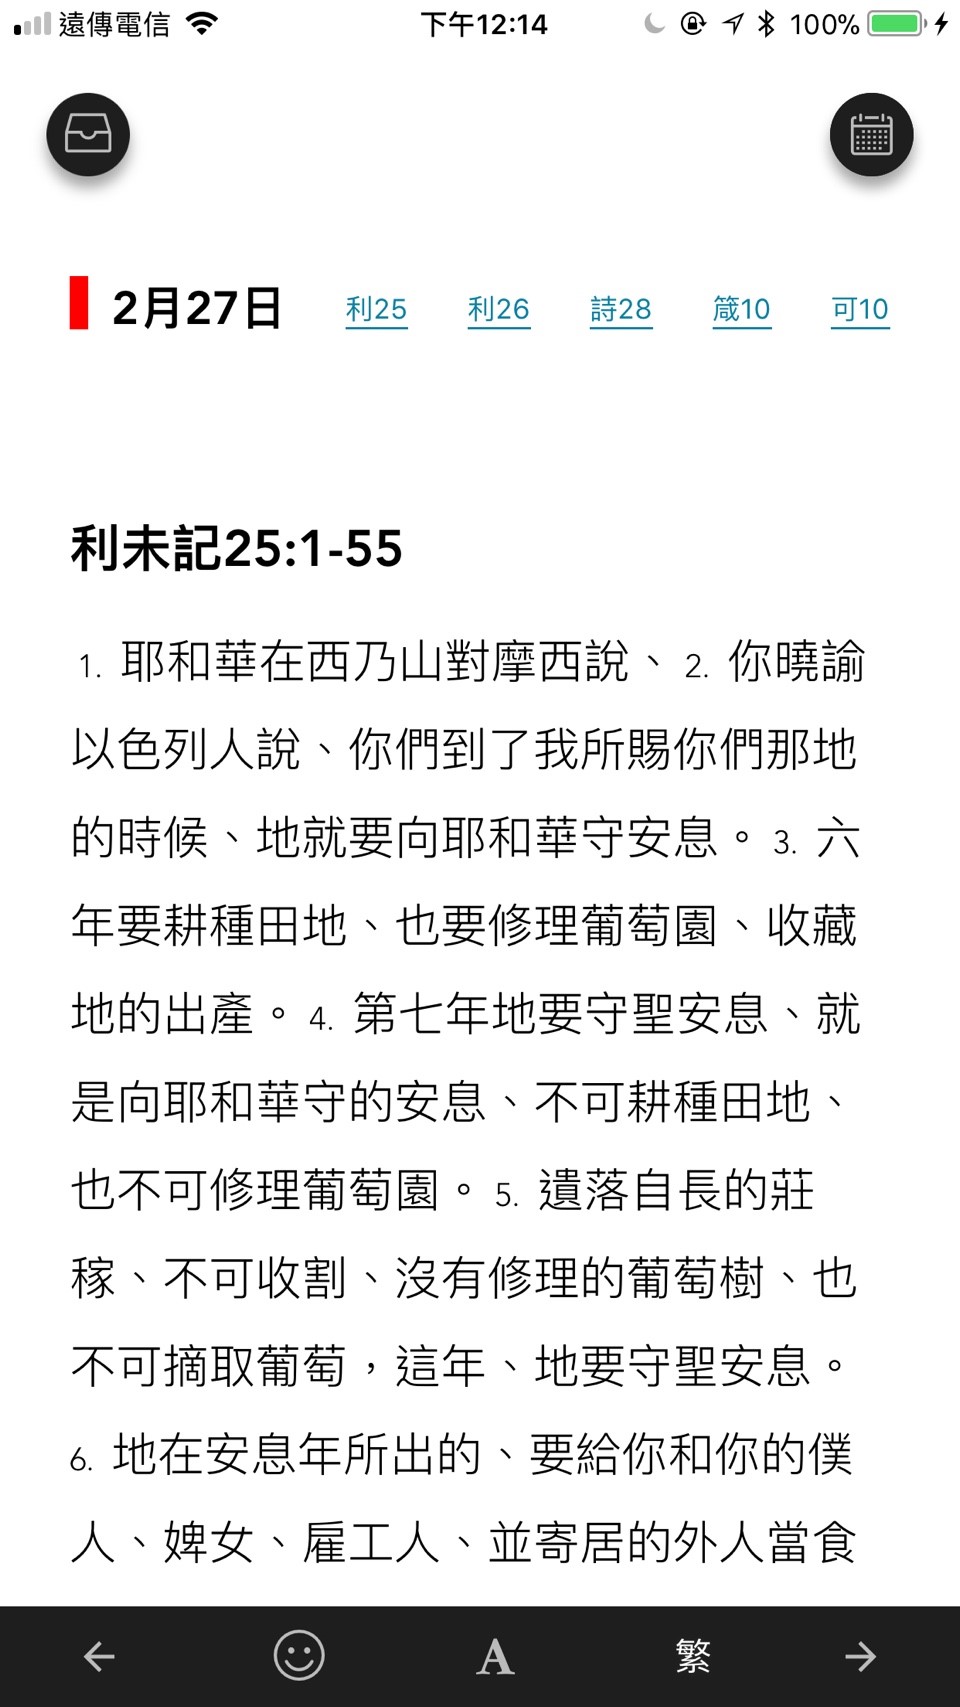 遠傳電信 下午12:14 100%
2月27日 利25 利26 詩28 箴10 可10
利未記25:1-55
1. 耶和華在西乃山對摩西說、2. 你曉諭
以色列人說、你們到了我所賜你們那地
的時候、地就要向耶和華守安息。3. 六
年要耕種田地、也要修理葡萄園、收藏
地的出產。4. 第七年地要守聖安息、就
是向耶和華守的安息、不可耕種田地、
也不可修理葡萄園。5. 遺落自長的莊
稼、不可收割、沒有修理的葡萄樹、也
不可摘取葡萄，這年、地要守聖安息。
6. 地在安息年所出的、要給你和你的僕
人、婢女、雇工人、並寄居的外人當食
A 繁